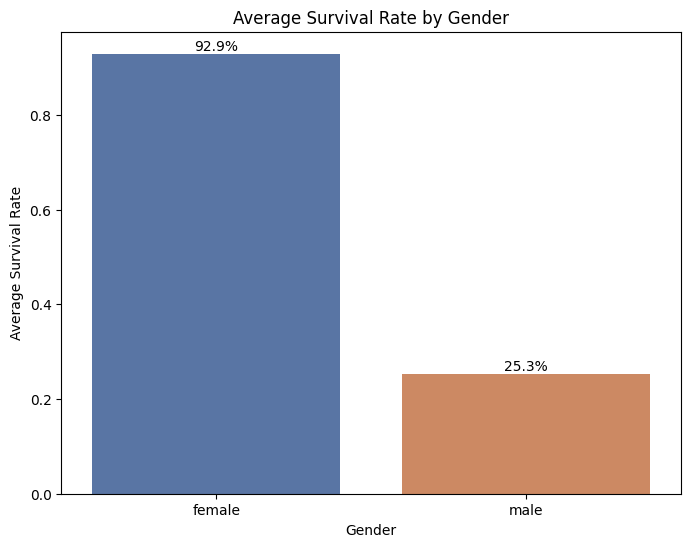 Average Survival Rate by Gender
92.9%
0.8
0.6
Average Survival Rate
0.4
25.3%
0.2
0.0
female
male
Gender